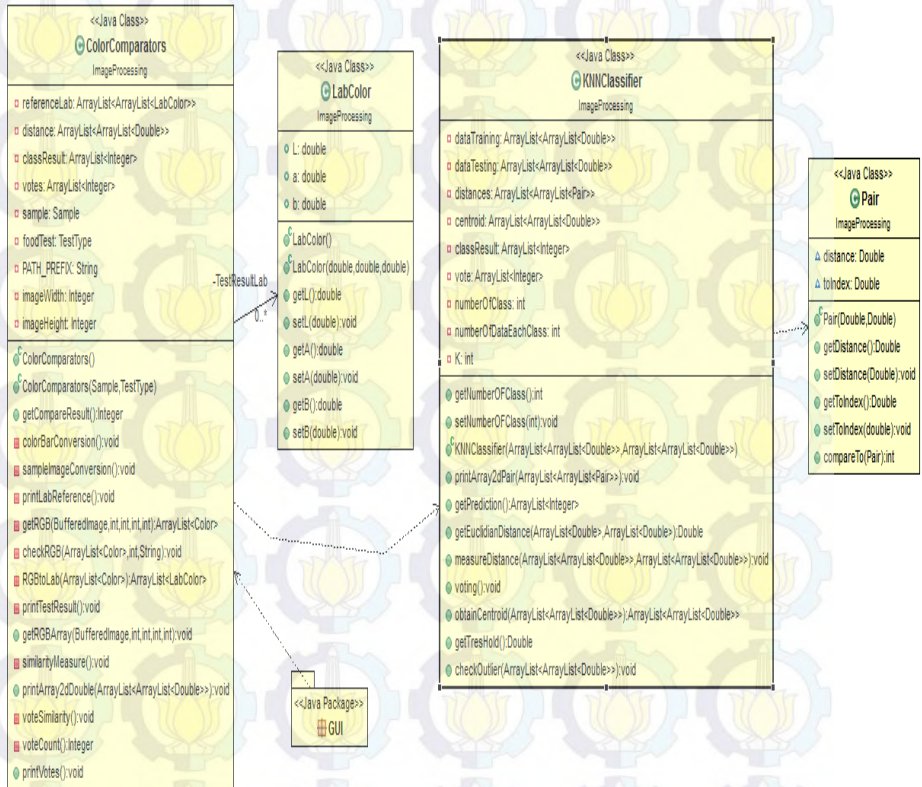 <<Java Class>>
ColorComparators
ImageProcessing
referenceLab: ArrayList<ArrayList<LabColor>>
distance: ArrayList<ArrayList<Double>>
classResult: ArrayList<Integer>
votes: ArrayList<Integer>
sample: Sample
foodTest: TestType
PATH_PREFIX: String
imageWidth: Integer
imageHeight: Integer
ColorComparators()
ColorComparators(Sample,TestType)
getCompareResult():Integer
colorBarConversion():void
sampleImageConversion():void
printLabReference():void
getRGB(BufferedImage,int,int,int,int):ArrayList<Color>
checkRGB(ArrayList<Color>,int,String):void
RGBtoLab(ArrayList<Color>):ArrayList<LabColor>
printTestResult():void
getRGBArray(BufferedImage,int,int,int,int):void
similarityMeasure():void
printArray2dDouble(ArrayList<ArrayList<Double>>):void
voteSimilarity():void
voteCount():Integer
printVotes():void
-TestResultLab
0..*
<<Java Class>>
LabColor
ImageProcessing
L: double
a: double
b: double
LabColor()
LabColor(double,double,double)
getL():double
setL(double):void
getA():double
setA(double):void
getB():double
setB(double):void
<<Java Package>>
GUI
<<Java Class>>
KNNClassifier
ImageProcessing
dataTraining: ArrayList<ArrayList<Double>>
dataTesting: ArrayList<ArrayList<Double>>
distances: ArrayList<ArrayList<Pair>>
centroid: ArrayList<ArrayList<Double>>
classResult: ArrayList<Integer>
vote: ArrayList<Integer>
numberOfClass: int
numberOfDataEachClass: int
K: int
getNumberOFClass():int
setNumberOFClass(int):void
KNNClassifier(ArrayList<ArrayList<Double>>,ArrayList<ArrayList<Double>>)
printArray2dPair(ArrayList<ArrayList<Pair>>):void
getPrediction():ArrayList<Integer>
getEuclidianDistance(ArrayList<Double>,ArrayList<Double>):Double
measureDistance(ArrayList<ArrayList<Double>>,ArrayList<ArrayList<Double>>):void
voting():void
obtainCentroid(ArrayList<ArrayList<Double>>):ArrayList<ArrayList<Double>>
getTresHold():Double
checkOutlier(ArrayList<ArrayList<Double>>):void
<<Java Class>>
Pair
ImageProcessing
distance: Double
toIndex: Double
Pair(Double,Double)
getDistance():Double
setDistance(Double):void
getToIndex():Double
setToIndex(double):void
compareTo(Pair):int